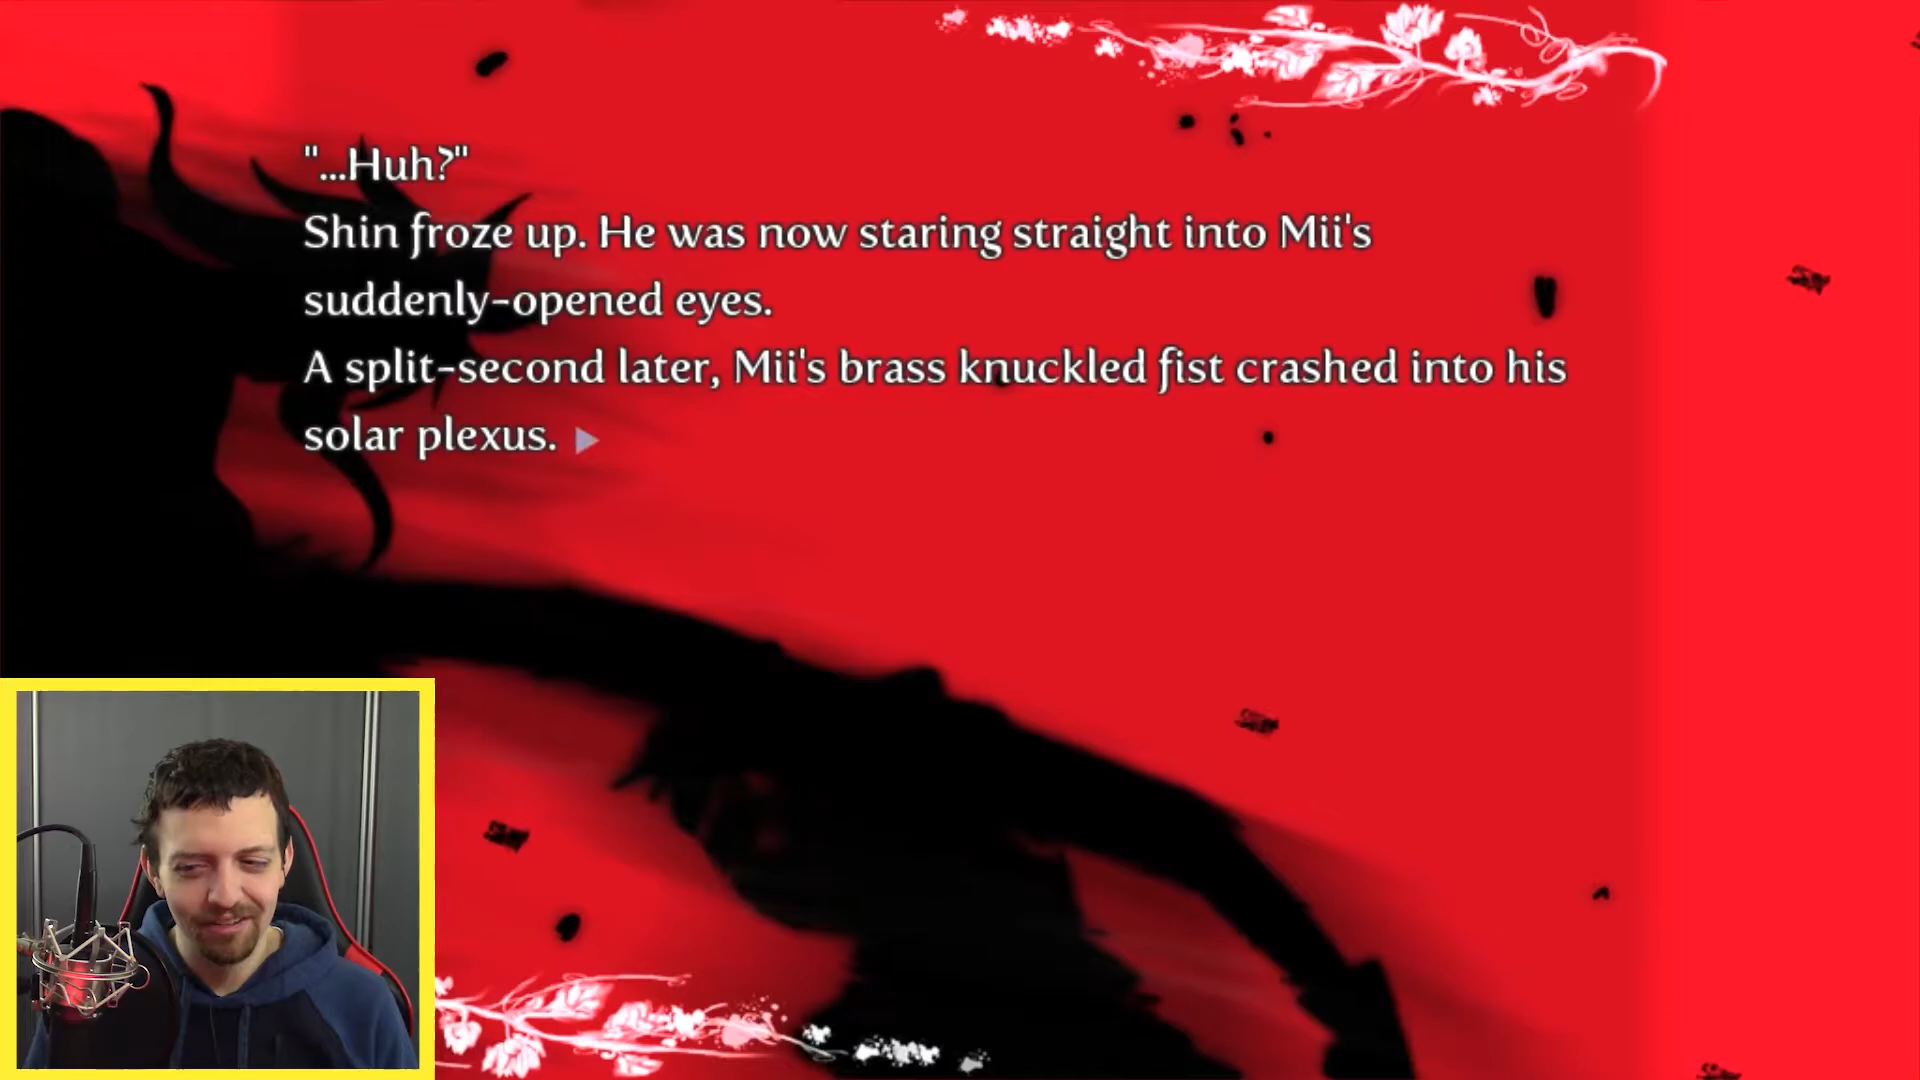 "...Huh?"
Shin froze up. He was now staring straight into Mii's
suddenly-opened eyes.
A split-second later, Mii's brass knuckled fist crashed into his
solar plexus.